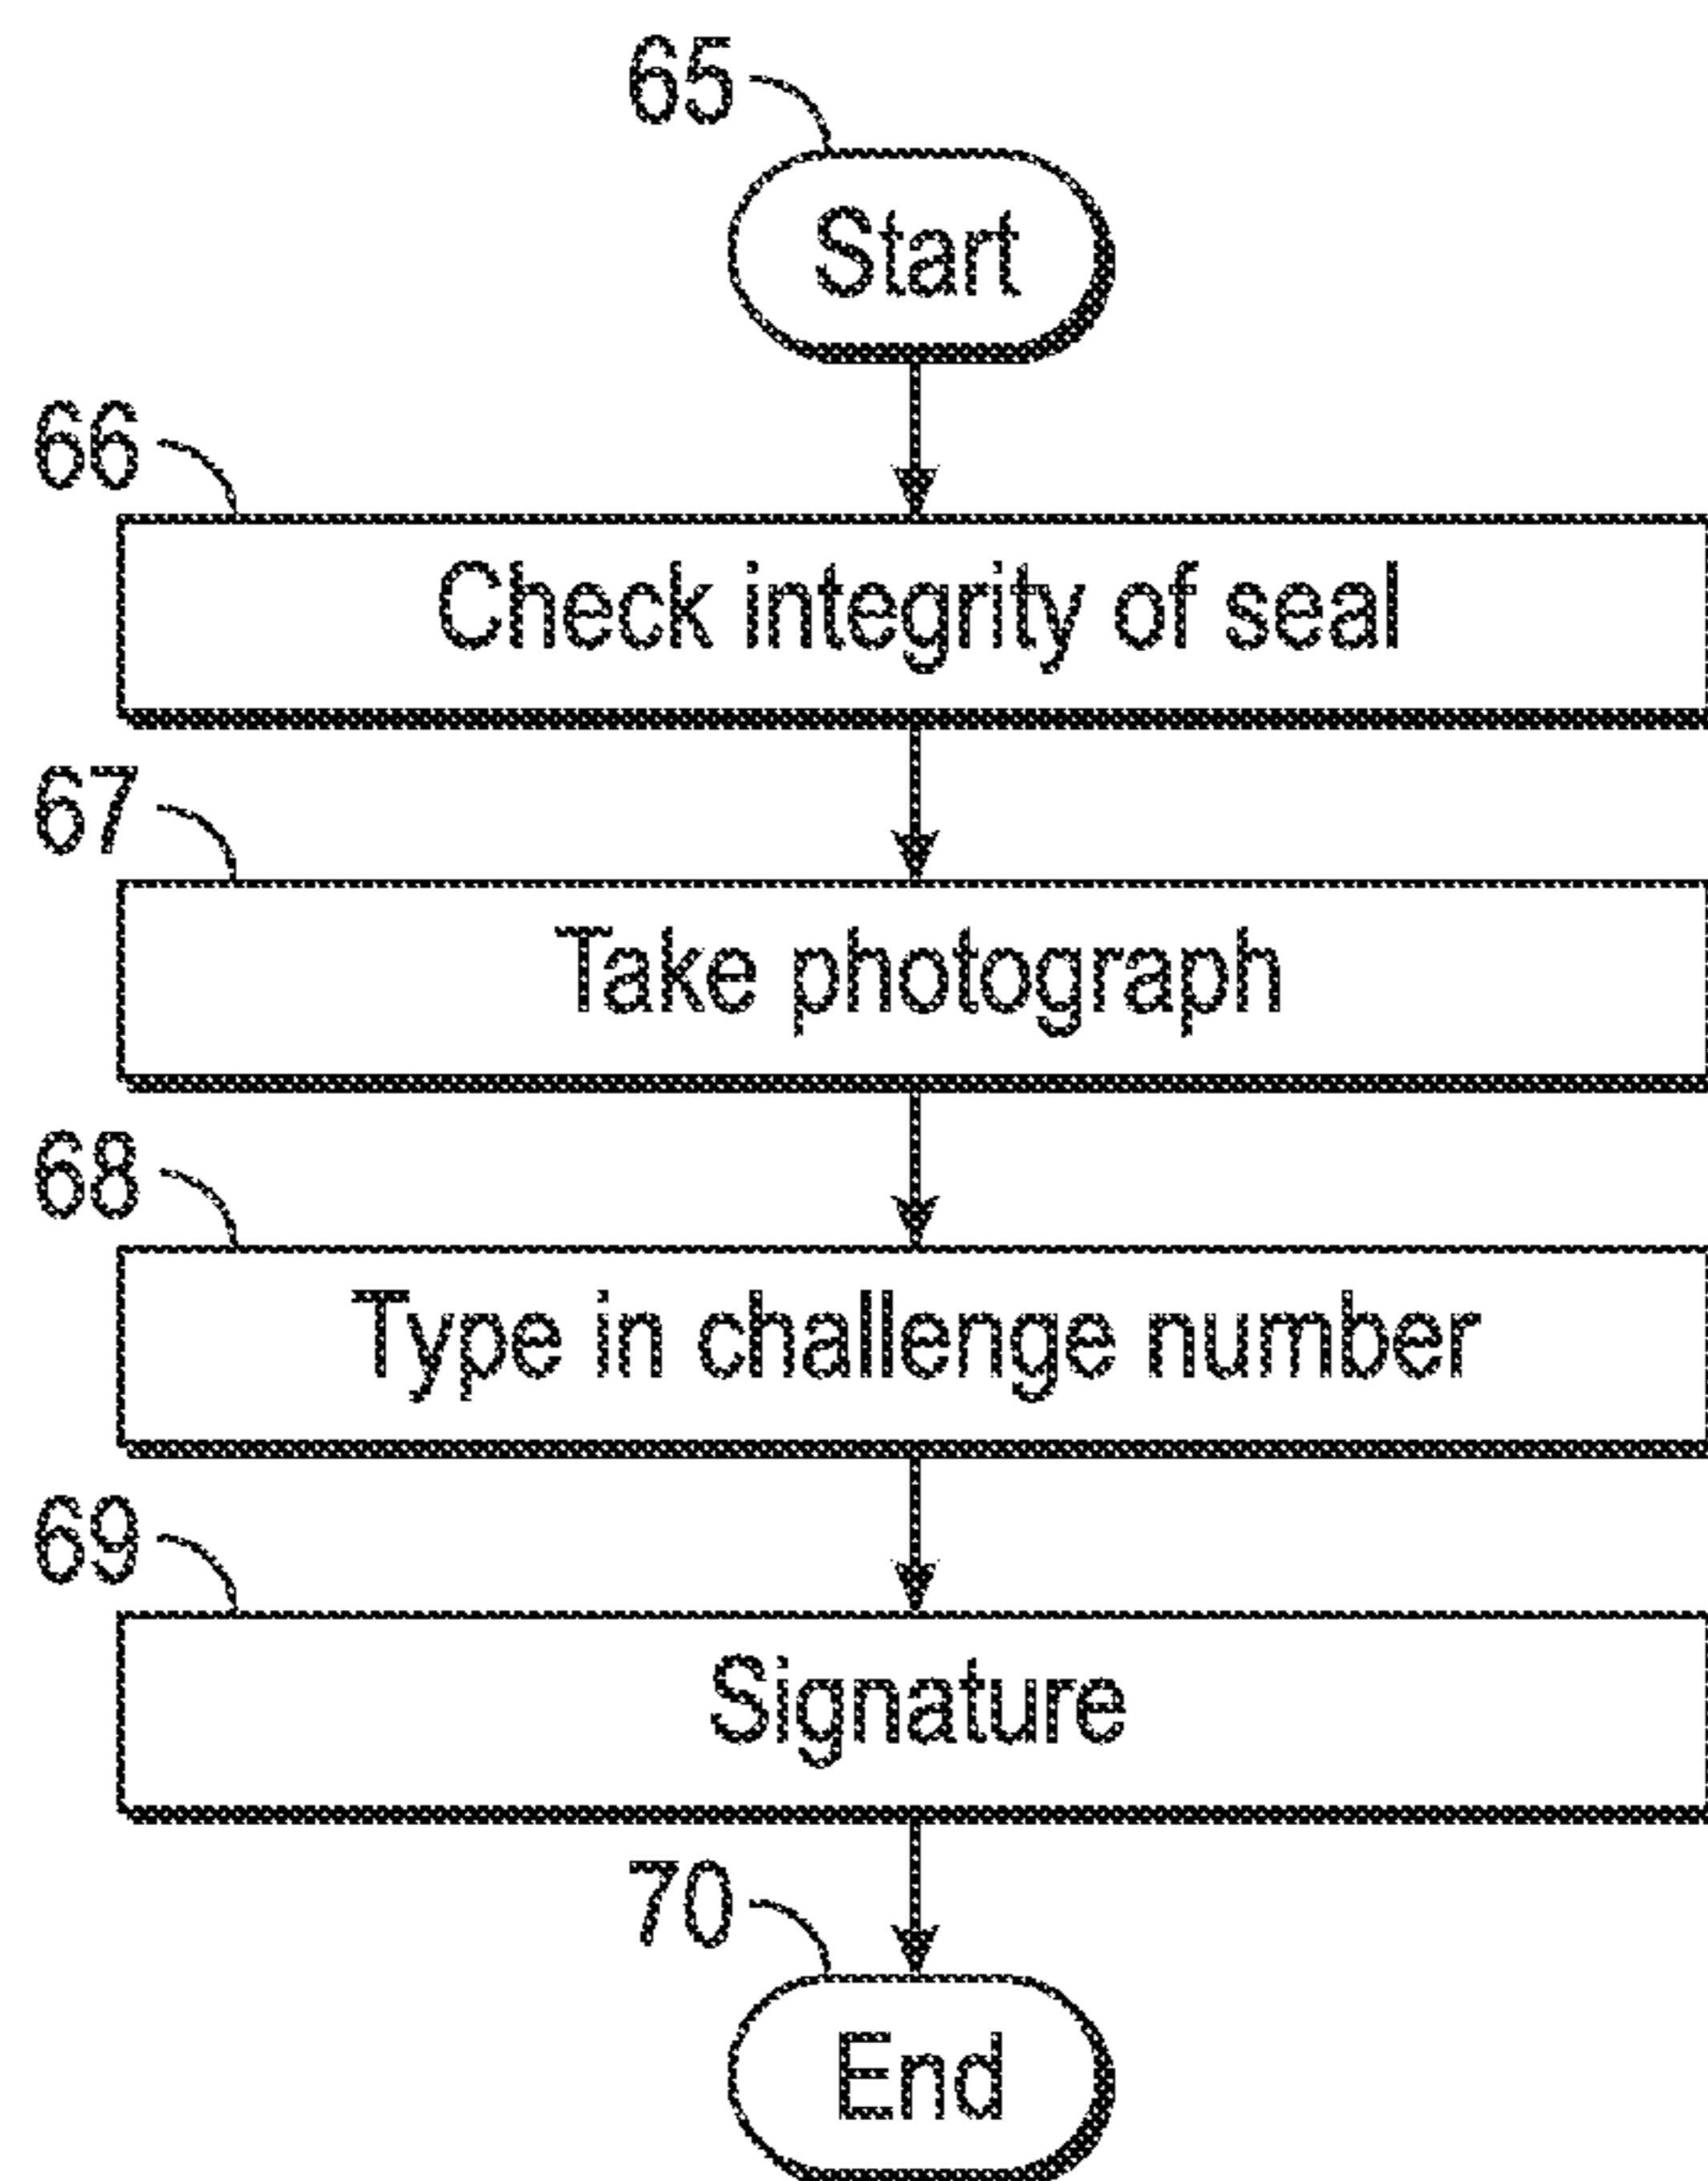 65
Start
66
Check integrity of seal
67
Take photograph
68
Type in challenge number
69
Signature
70
End